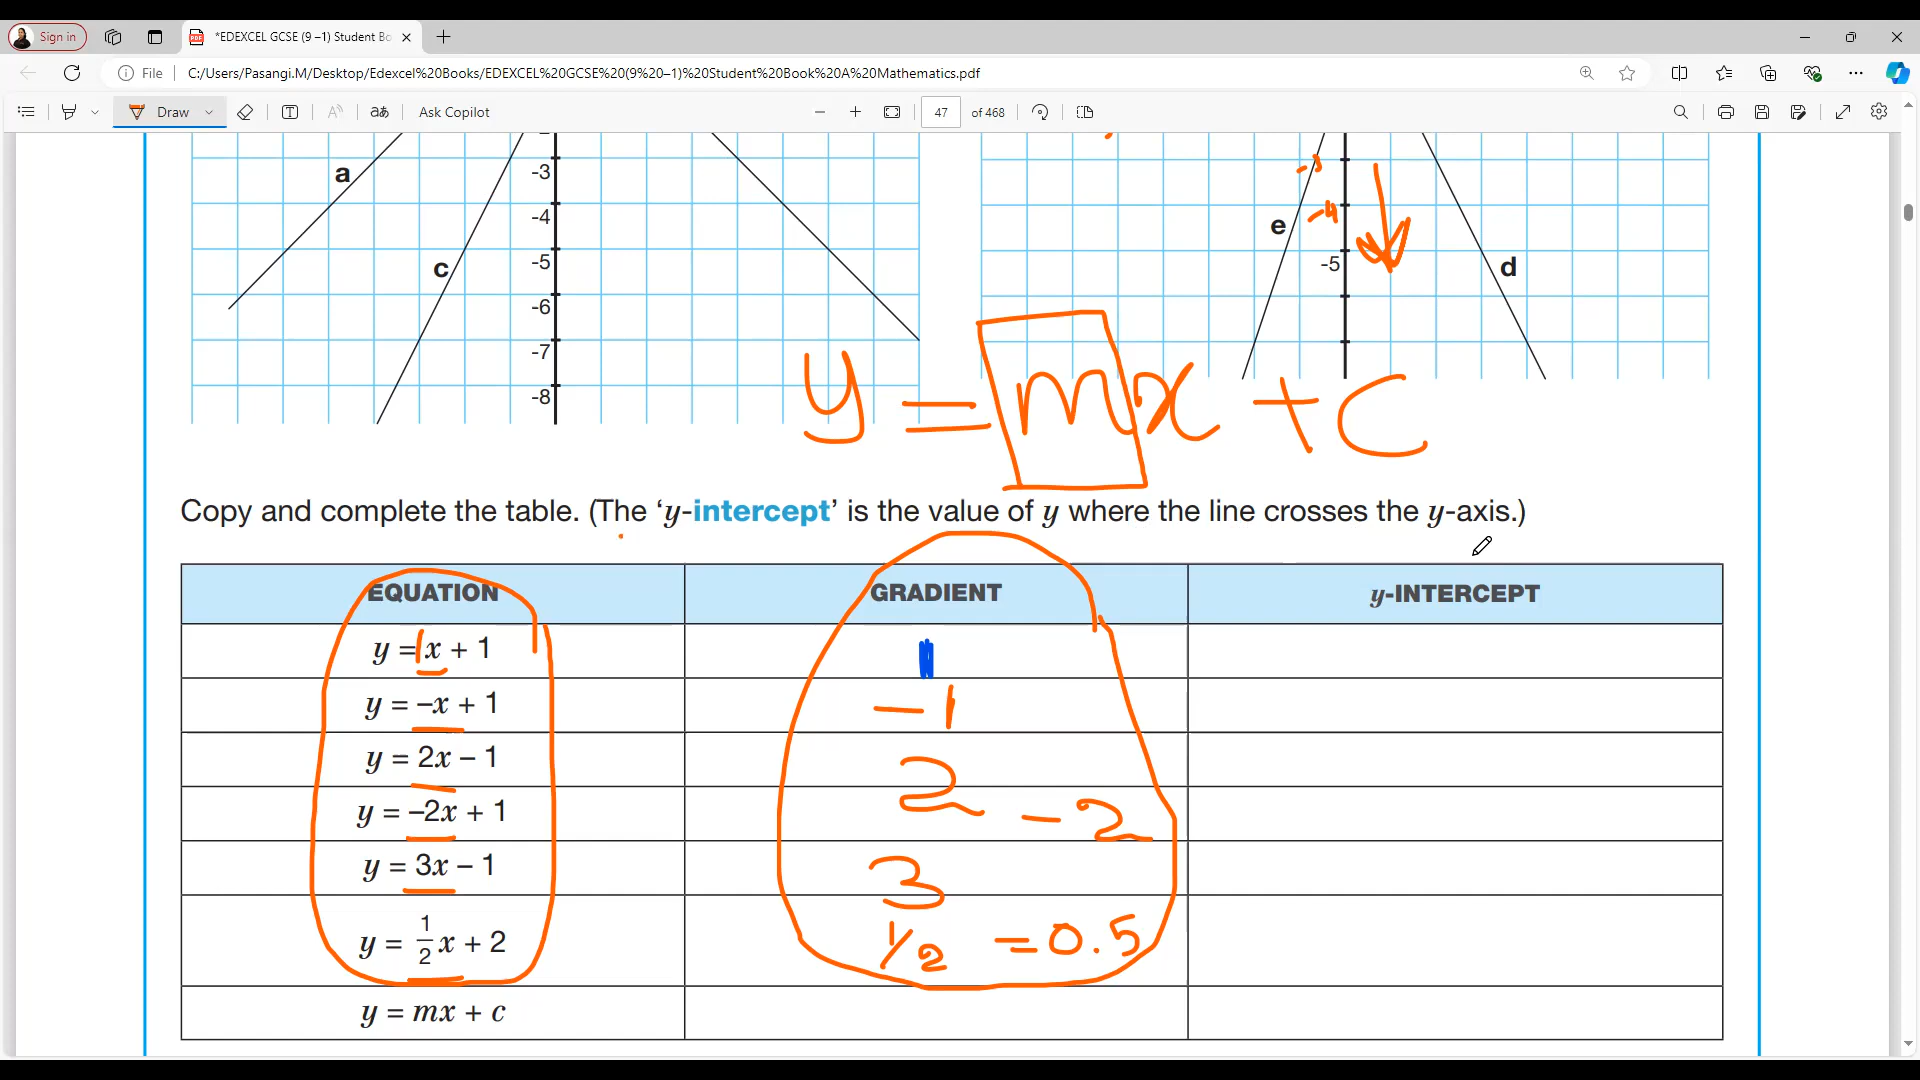 Sign in
*EDEXCEL GCSE (9 –1) Student Bo
File
C:/Users/Pasangi.M/Desktop/Edexcel%20Books/EDEXCEL%20GCSE%20(9%20–1)%20Student%20Book%20A%20Mathematics.pdf
Draw
Ask Copilot
47 of 468
a
c
-3
-4
-5
-6
-7
-8
-3
-4
e
-5
d
y = mx + c
Copy and complete the table. (The ‘y-intercept’ is the value of y where the line crosses the y-axis.)
EQUATION GRADIENT y-INTERCEPT
y = 1x + 1 1
y = –x + 1 -1
y = 2x – 1 2
y = –2x + 1 -2
y = 3x – 1 3
y = 1/2 x + 2 1/2 = 0.5
y = mx + c